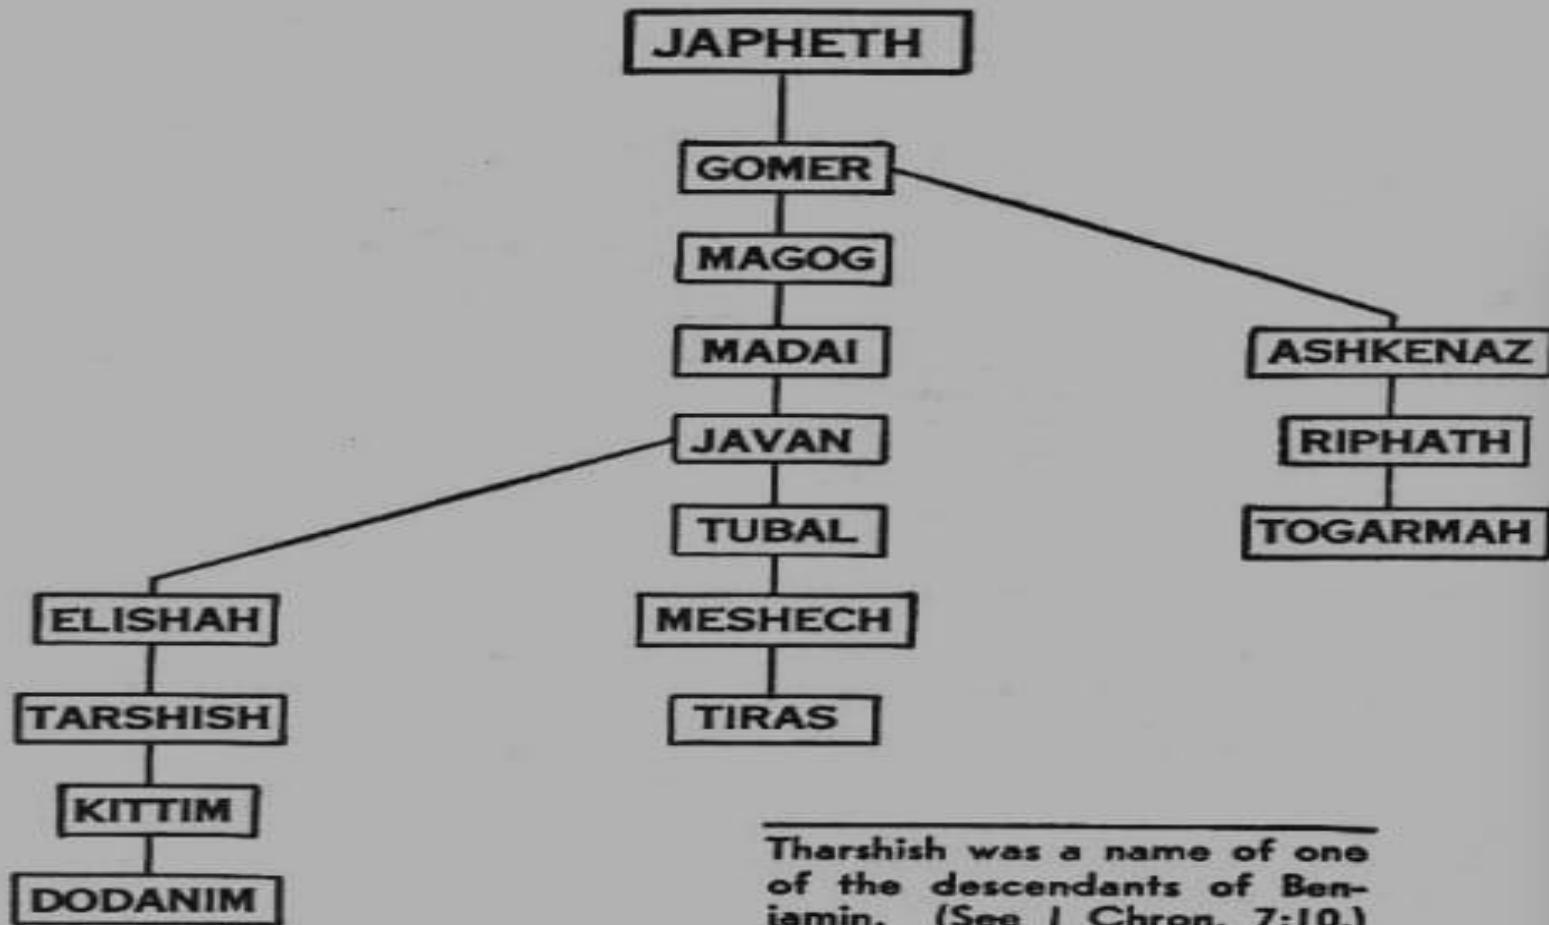 JAPHETH
GOMER
MAGOG
MADAI
ASHKENAZ
JAVAN
RIPHATH
TUBAL
TOGARMAH
ELISHAH
MESHECH
TARSHISH
TIRAS
KITTIM
DODANIM
Tharshish was a name of one
of the descendants of Ben-
jamin. (See I Chron. 7:10.)